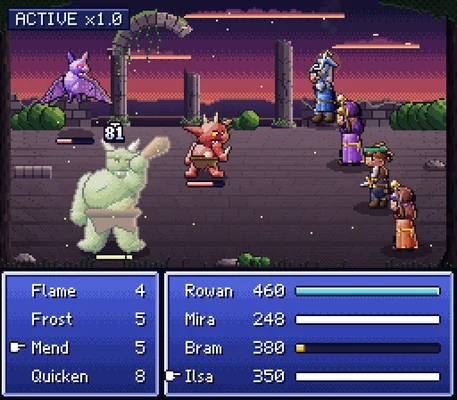 ACTIVE x1.0
81
Flame 4
Frost 5
Mend 5
Quicken 8
Rowan 460
Mira 248
Bram 380
Ilsa 350